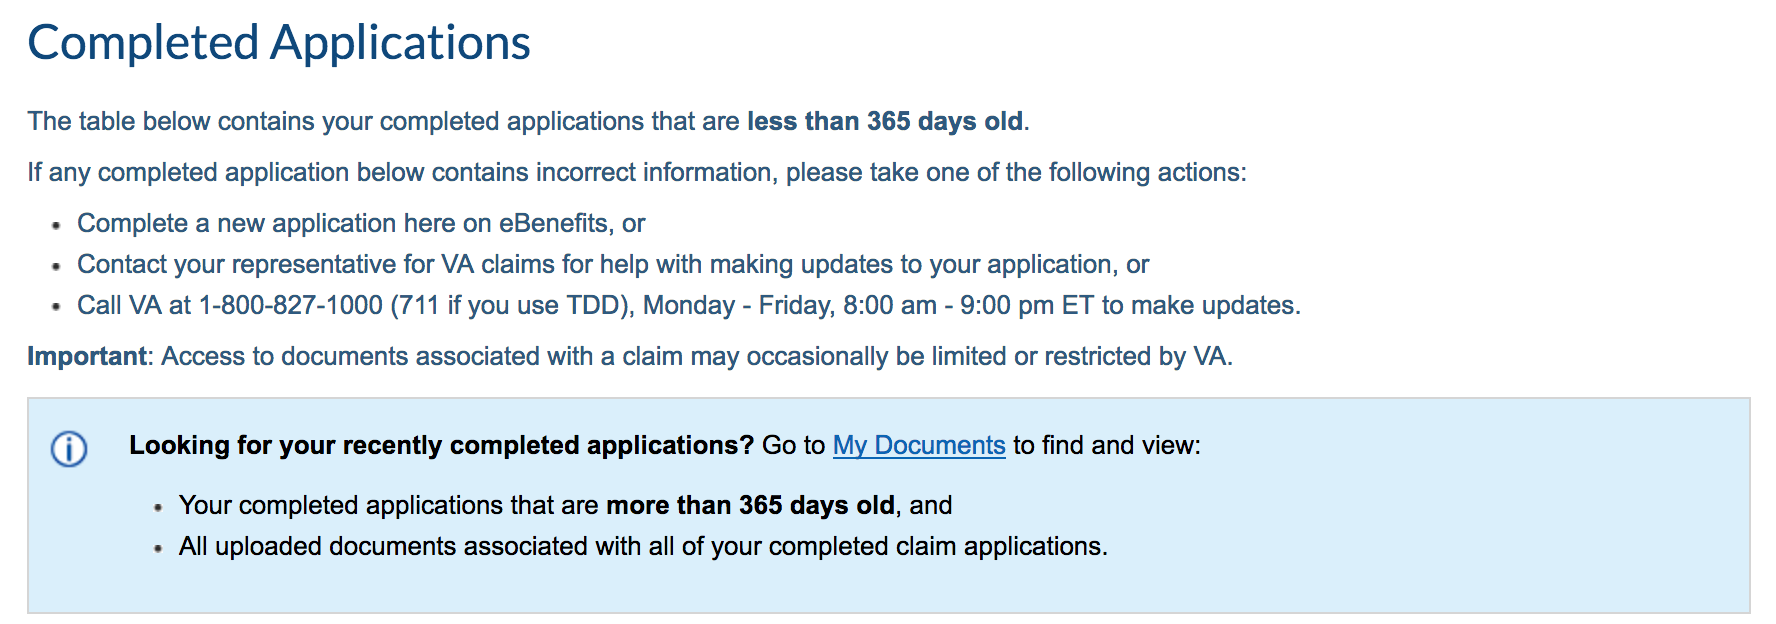 Completed Applications
The table below contains your completed applications that are less than 365 days old.
If any completed application below contains incorrect information, please take one of the following actions:
• Complete a new application here on eBenefits, or
• Contact your representative for VA claims for help with making updates to your application, or
• Call VA at 1-800-827-1000 (711 if you use TDD), Monday - Friday, 8:00 am - 9:00 pm ET to make updates.
Important: Access to documents associated with a claim may occasionally be limited or restricted by VA.
Looking for your recently completed applications? Go to My Documents to find and view:
• Your completed applications that are more than 365 days old, and
• All uploaded documents associated with all of your completed claim applications.